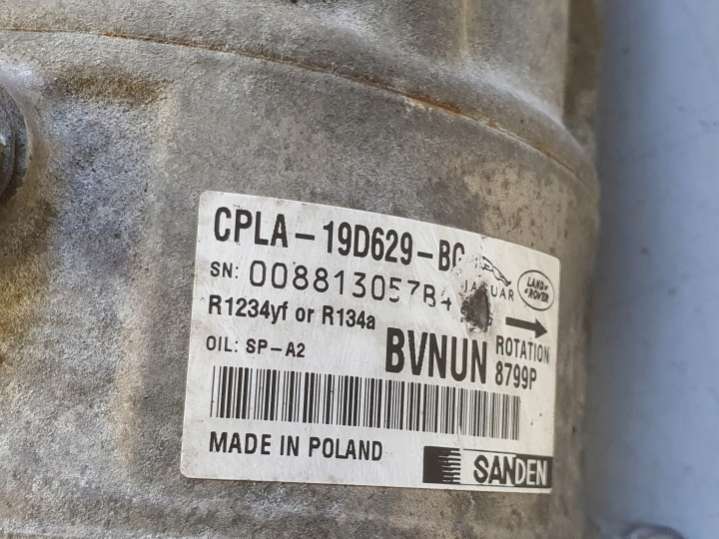 CPLA-19D629-BG
SN: 008813057B4
JAGUAR
LAND ROVER
R1234yf or R134a
ROTATION
OIL: SP-A2
BVNUN
8799P
MADE IN POLAND
SANDEN